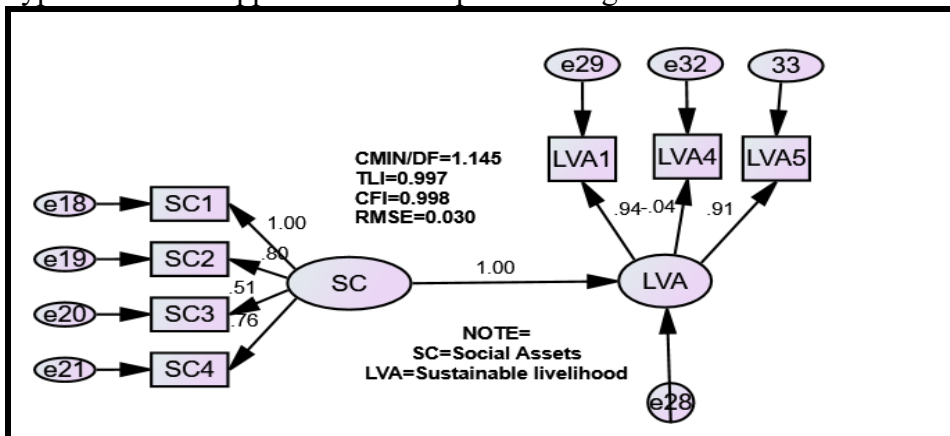 e29
e32
33
LVA1
LVA4
LVA5
CMIN/DF=1.145
TLI=0.997
CFI=0.998
RMSE=0.030
e18
SC1
1.00
.94
-.04
.91
e19
SC2
.80
SC
1.00
LVA
.51
e20
SC3
.76
NOTE=
SC=Social Assets
LVA=Sustainable livelihood
e21
SC4
e28